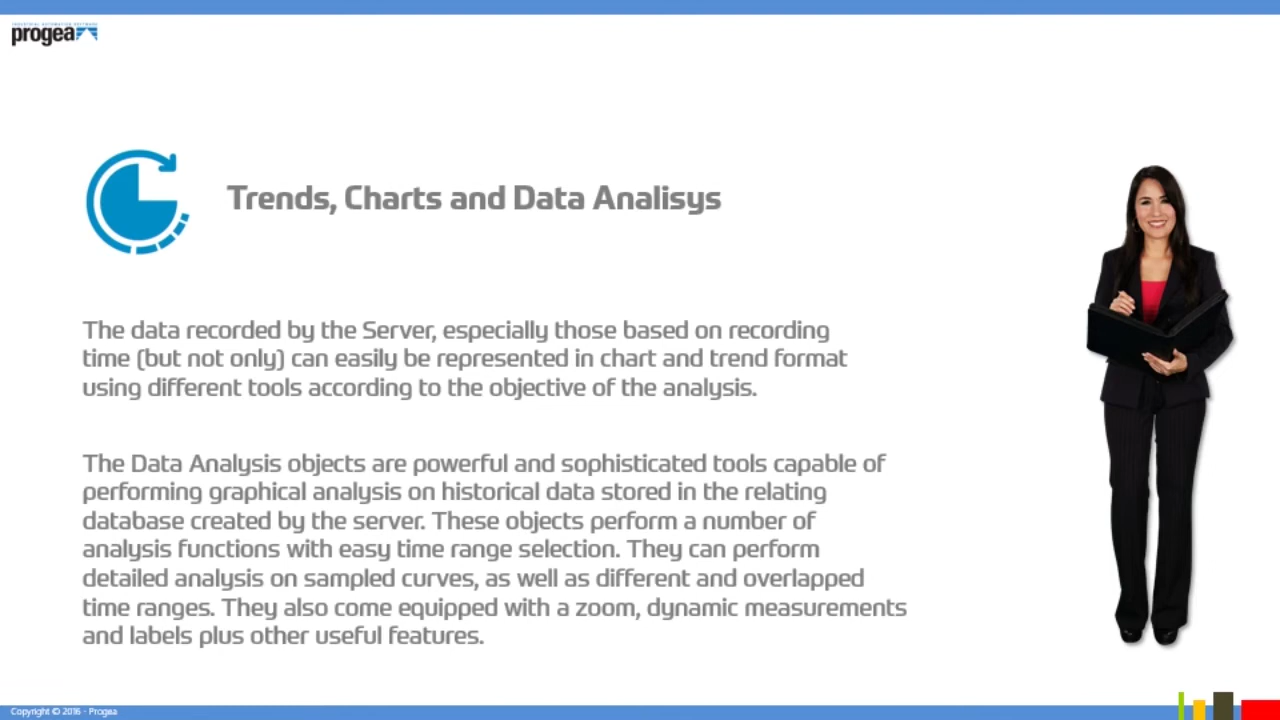 INDUSTRIAL AUTOMATION SOFTWARE
progea
Trends, Charts and Data Analisys
The data recorded by the Server, especially those based on recording
time (but not only) can easily be represented in chart and trend format
using different tools according to the objective of the analysis.
The Data Analysis objects are powerful and sophisticated tools capable of
performing graphical analysis on historical data stored in the relating
database created by the server. These objects perform a number of
analysis functions with easy time range selection. They can perform
detailed analysis on sampled curves, as well as different and overlapped
time ranges. They also come equipped with a zoom, dynamic measurements
and labels plus other useful features.
Copyright © 2016 - Progea